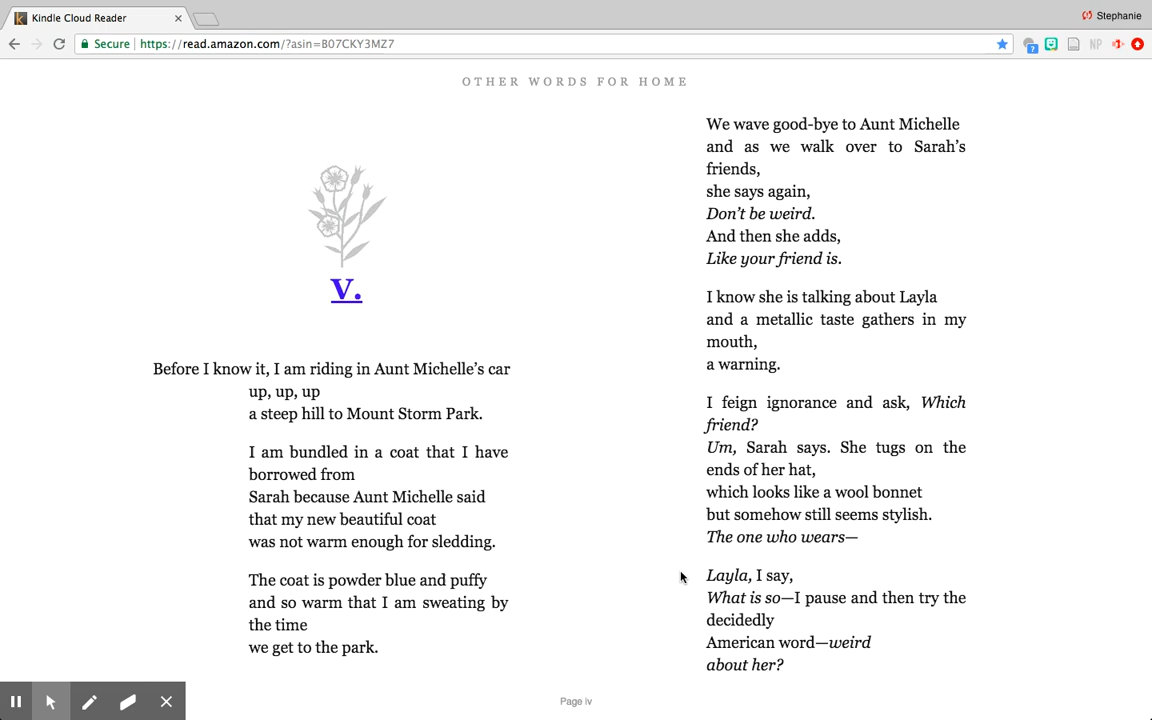 Kindle Cloud Reader
Stephanie
Secure
https://read.amazon.com/?asin=B07CKY3MZ7
NP
OTHER WORDS FOR HOME
V.
Before I know it, I am riding in Aunt Michelle's car
up, up, up
a steep hill to Mount Storm Park.
I am bundled in a coat that I have
borrowed from
Sarah because Aunt Michelle said
that my new beautiful coat
was not warm enough for sledding.
The coat is powder blue and puffy
and so warm that I am sweating by
the time
we get to the park.
We wave good-bye to Aunt Michelle
and as we walk over to Sarah's
friends,
she says again,
Don't be weird.
And then she adds,
Like your friend is.
I know she is talking about Layla
and a metallic taste gathers in my
mouth,
a warning.
I feign ignorance and ask, Which
friend?
Um, Sarah says. She tugs on the
ends of her hat,
which looks like a wool bonnet
but somehow still seems stylish.
The one who wears—
Layla, I say,
What is so—I pause and then try the
decidedly
American word—weird
about her?
Page iv